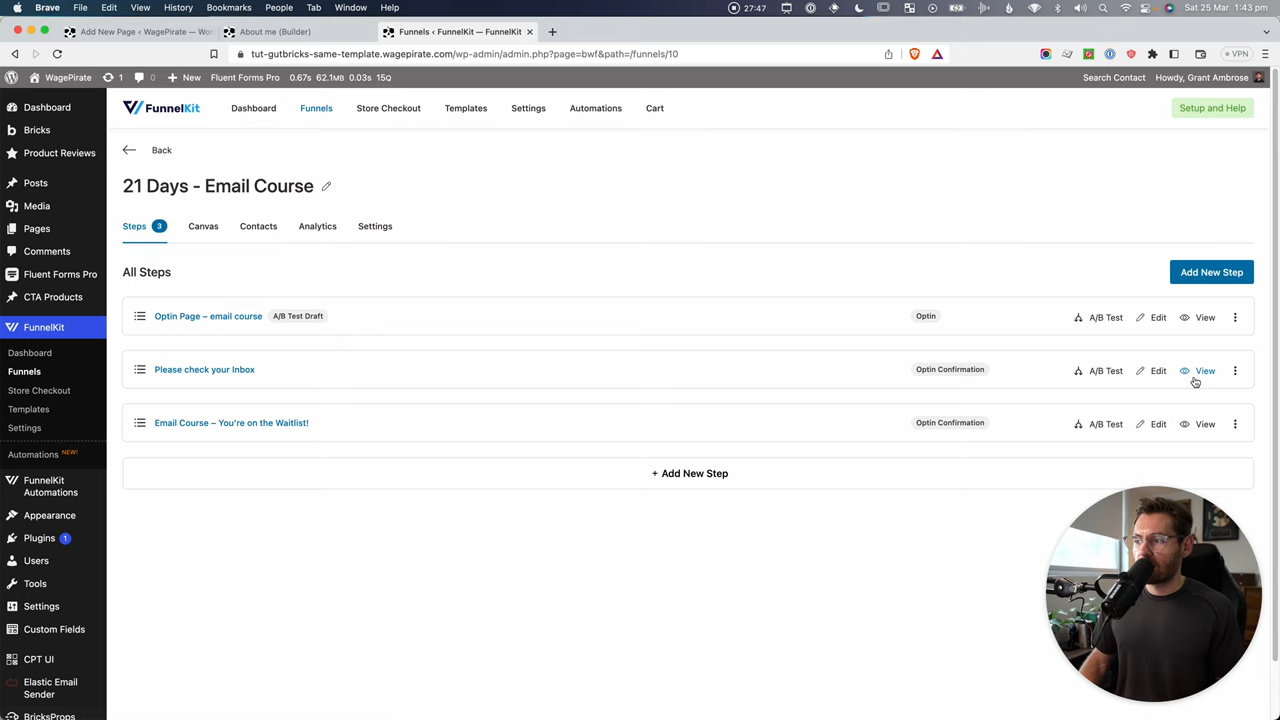 Brave File Edit View History Bookmarks People Tab Window Help 22:47 Sat 25 Mar 1:43 pm
Add New Page ‹ WagePirate — Wor
About me (Builder)
Funnels ‹ FunnelKit — FunnelKit
tut-gutbricks-same-template.wagepirate.com/wp-admin/admin.php?page=bwf&path=/funnels/10
VPN
WagePirate 1 0 New Fluent Forms Pro 0.67s 62.1MB 0.03s 15Q Search Contact Howdy, Grant Ambrose
Dashboard
Bricks
Product Reviews
Posts
Media
Pages
Comments
Fluent Forms Pro
CTA Products
FunnelKit
Dashboard
Funnels
Store Checkout
Templates
Settings
Automations NEW!
FunnelKit
Automations
Appearance
Plugins 1
Users
Tools
Settings
Custom Fields
CPT UI
Elastic Email
Sender
BricksProps
FunnelKit Dashboard Funnels Store Checkout Templates Settings Automations Cart Setup and Help
Back
21 Days - Email Course
Steps 3 Canvas Contacts Analytics Settings
All Steps Add New Step
Optin Page – email course A/B Test Draft Optin A/B Test Edit View
Please check your Inbox Optin Confirmation A/B Test Edit View
Email Course – You're on the Waitlist! Optin Confirmation A/B Test Edit View
+ Add New Step